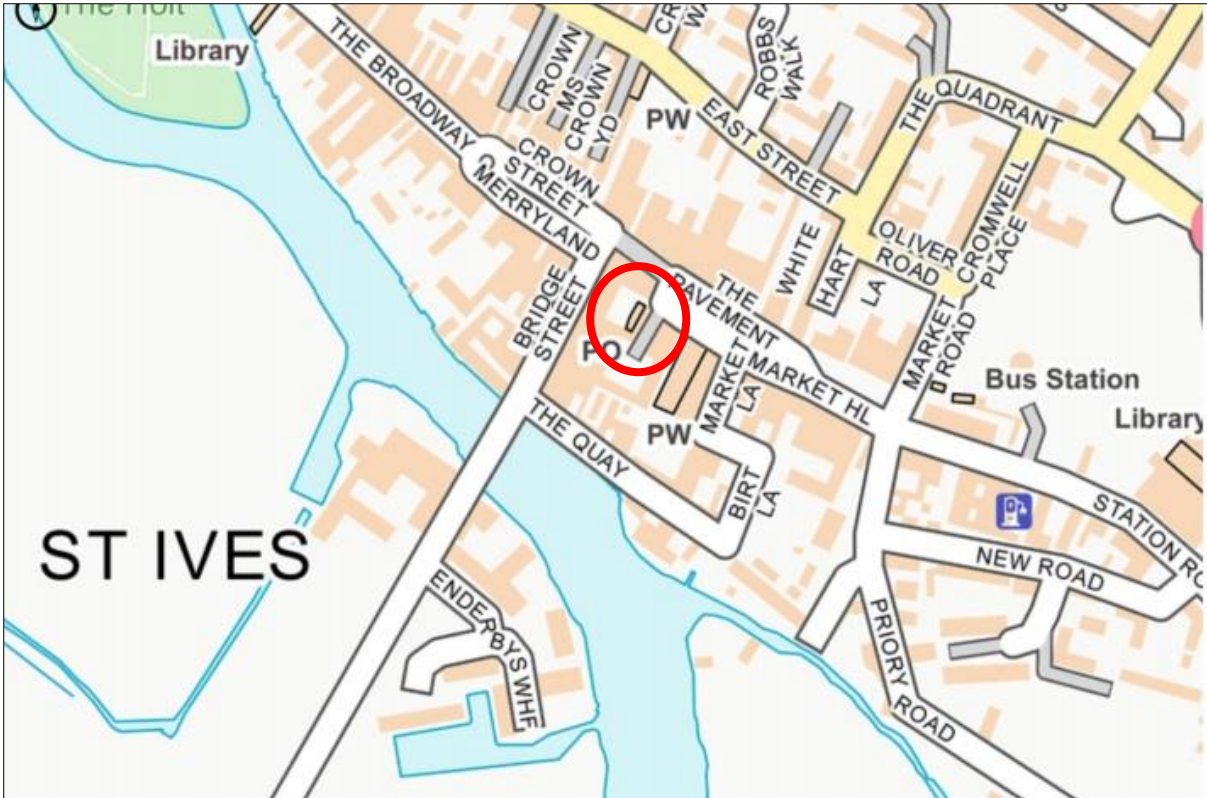 The Holt
Library
THE BROADWAY
CROWN
MS
CROWN
YD
PW
ROBBS
WALK
EAST STREET
THE QUADRANT
CROWN
STREET
MERRYLAND
BRIDGE
STREET
PO
THE
PAVEMENT
WHITE
HART
LA
OLIVER
ROAD
CROMWELL
PLACE
MARKET
ROAD
MARKET HL
MARKET
LA
PW
Bus Station
Library
THE QUAY
BIRT
LA
ST IVES
STATION
NEW ROAD
PRIORY
ROAD
ENDERBYS WHF